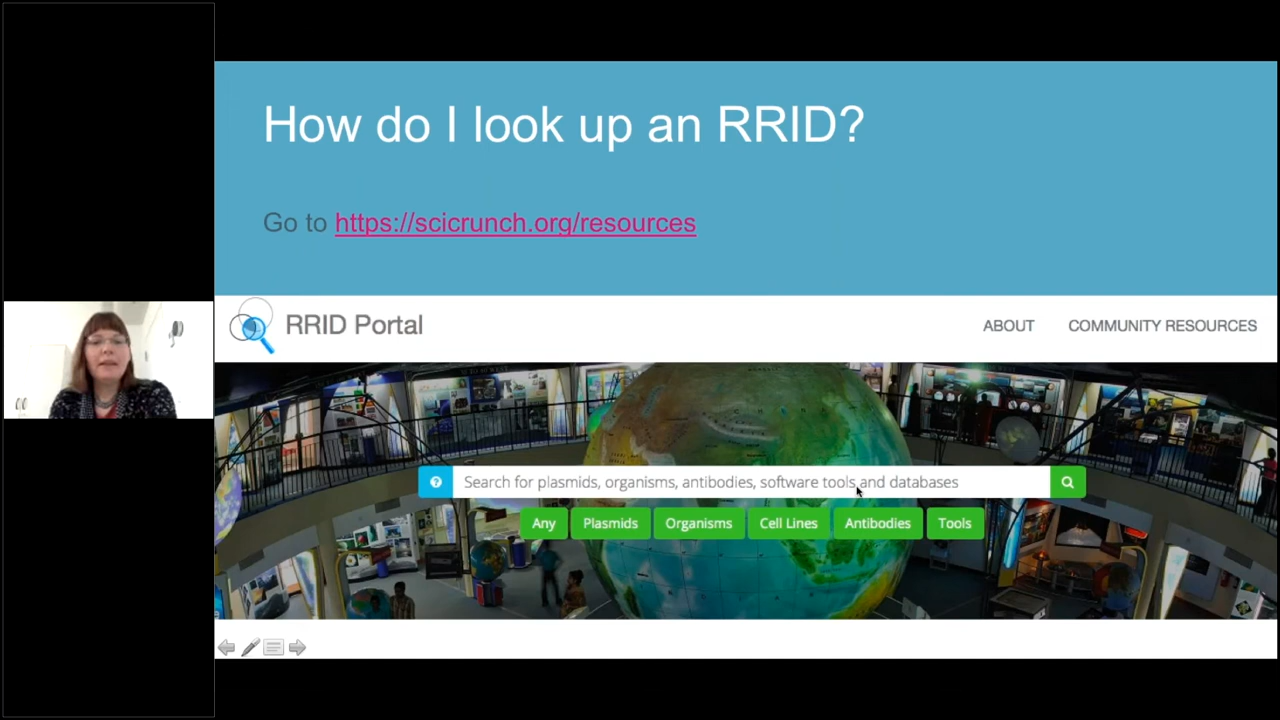 How do I look up an RRID?
Go to https://scicrunch.org/resources
RRID Portal
ABOUT
COMMUNITY RESOURCES
Search for plasmids, organisms, antibodies, software tools and databases
Any
Plasmids
Organisms
Cell Lines
Antibodies
Tools